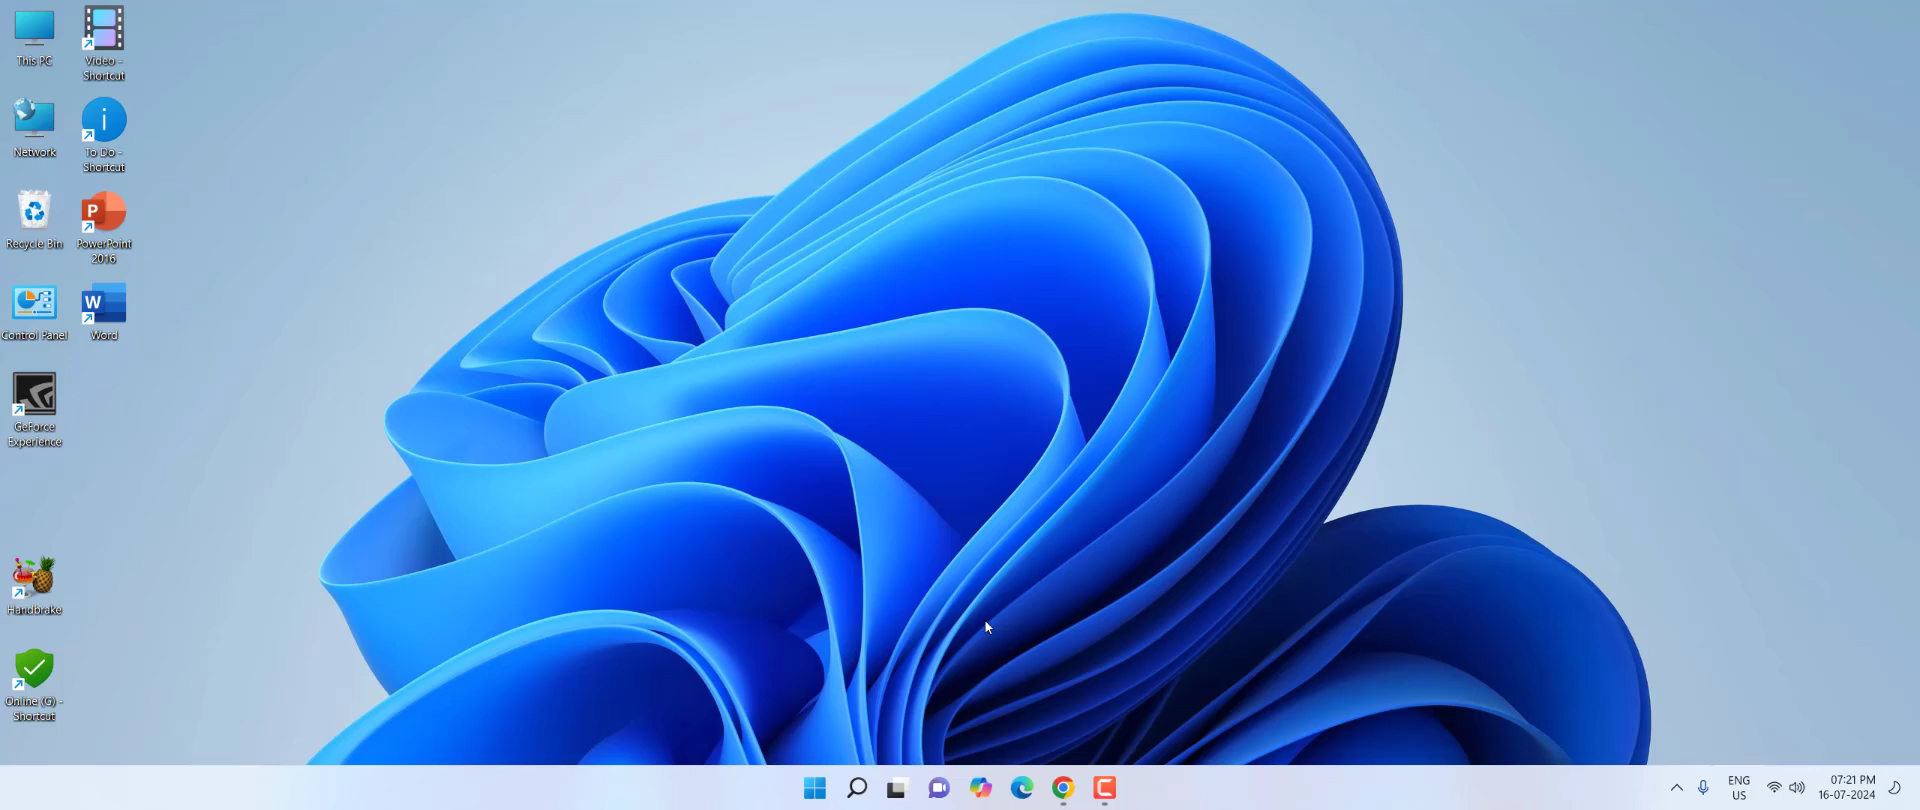 This PC
Video -
Shortcut
Network
To Do -
Shortcut
Recycle Bin
PowerPoint
2016
Control Panel
Word
GeForce
Experience
Handbrake
Online (G) -
Shortcut
ENG
US
07:21 PM
16-07-2024